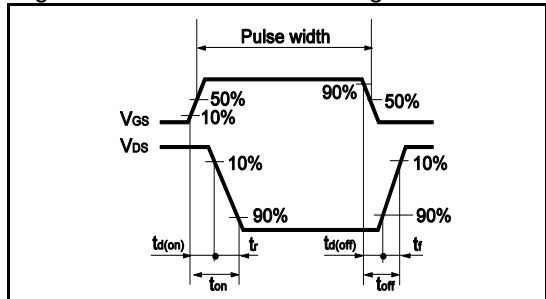 Pulse width
90%
50%
50%
10%
VGS
VDS
10%
10%
90%
90%
td(on)
tr
td(off)
tf
ton
toff